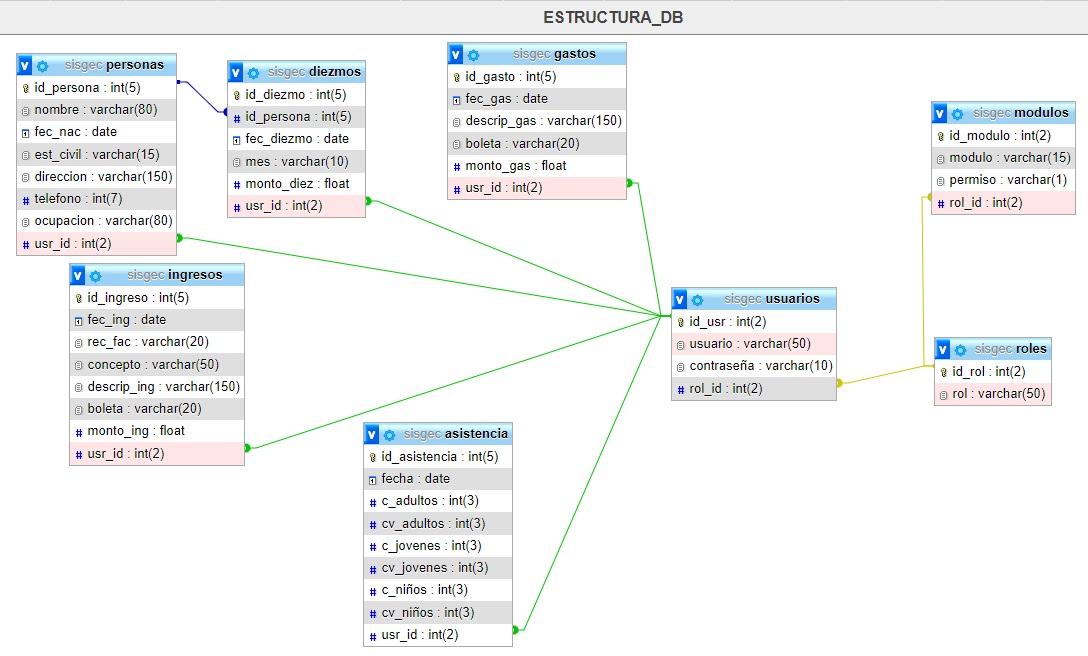 ESTRUCTURA_DB
v sisgec personas
id_persona : int(5)
nombre : varchar(80)
fec_nac : date
est_civil : varchar(15)
direccion : varchar(150)
# telefono : int(7)
ocupacion : varchar(80)
# usr_id : int(2)
v sisgec diezmos
id_diezmo : int(5)
# id_persona : int(5)
fec_diezmo : date
mes : varchar(10)
# monto_diez : float
# usr_id : int(2)
v sisgec gastos
id_gasto : int(5)
fec_gas : date
descrip_gas : varchar(150)
boleta : varchar(20)
# monto_gas : float
# usr_id : int(2)
v sisgec modulos
id_modulo : int(2)
modulo : varchar(15)
permiso : varchar(1)
# rol_id : int(2)
v sisgec ingresos
id_ingreso : int(5)
fec_ing : date
rec_fac : varchar(20)
concepto : varchar(50)
descrip_ing : varchar(150)
boleta : varchar(20)
# monto_ing : float
# usr_id : int(2)
v sisgec usuarios
id_usr : int(2)
usuario : varchar(50)
contraseña : varchar(10)
# rol_id : int(2)
v sisgec roles
id_rol : int(2)
rol : varchar(50)
v sisgec asistencia
id_asistencia : int(5)
fecha : date
# c_adultos : int(3)
# cv_adultos : int(3)
# c_jovenes : int(3)
# cv_jovenes : int(3)
# c_niños : int(3)
# cv_niños : int(3)
# usr_id : int(2)